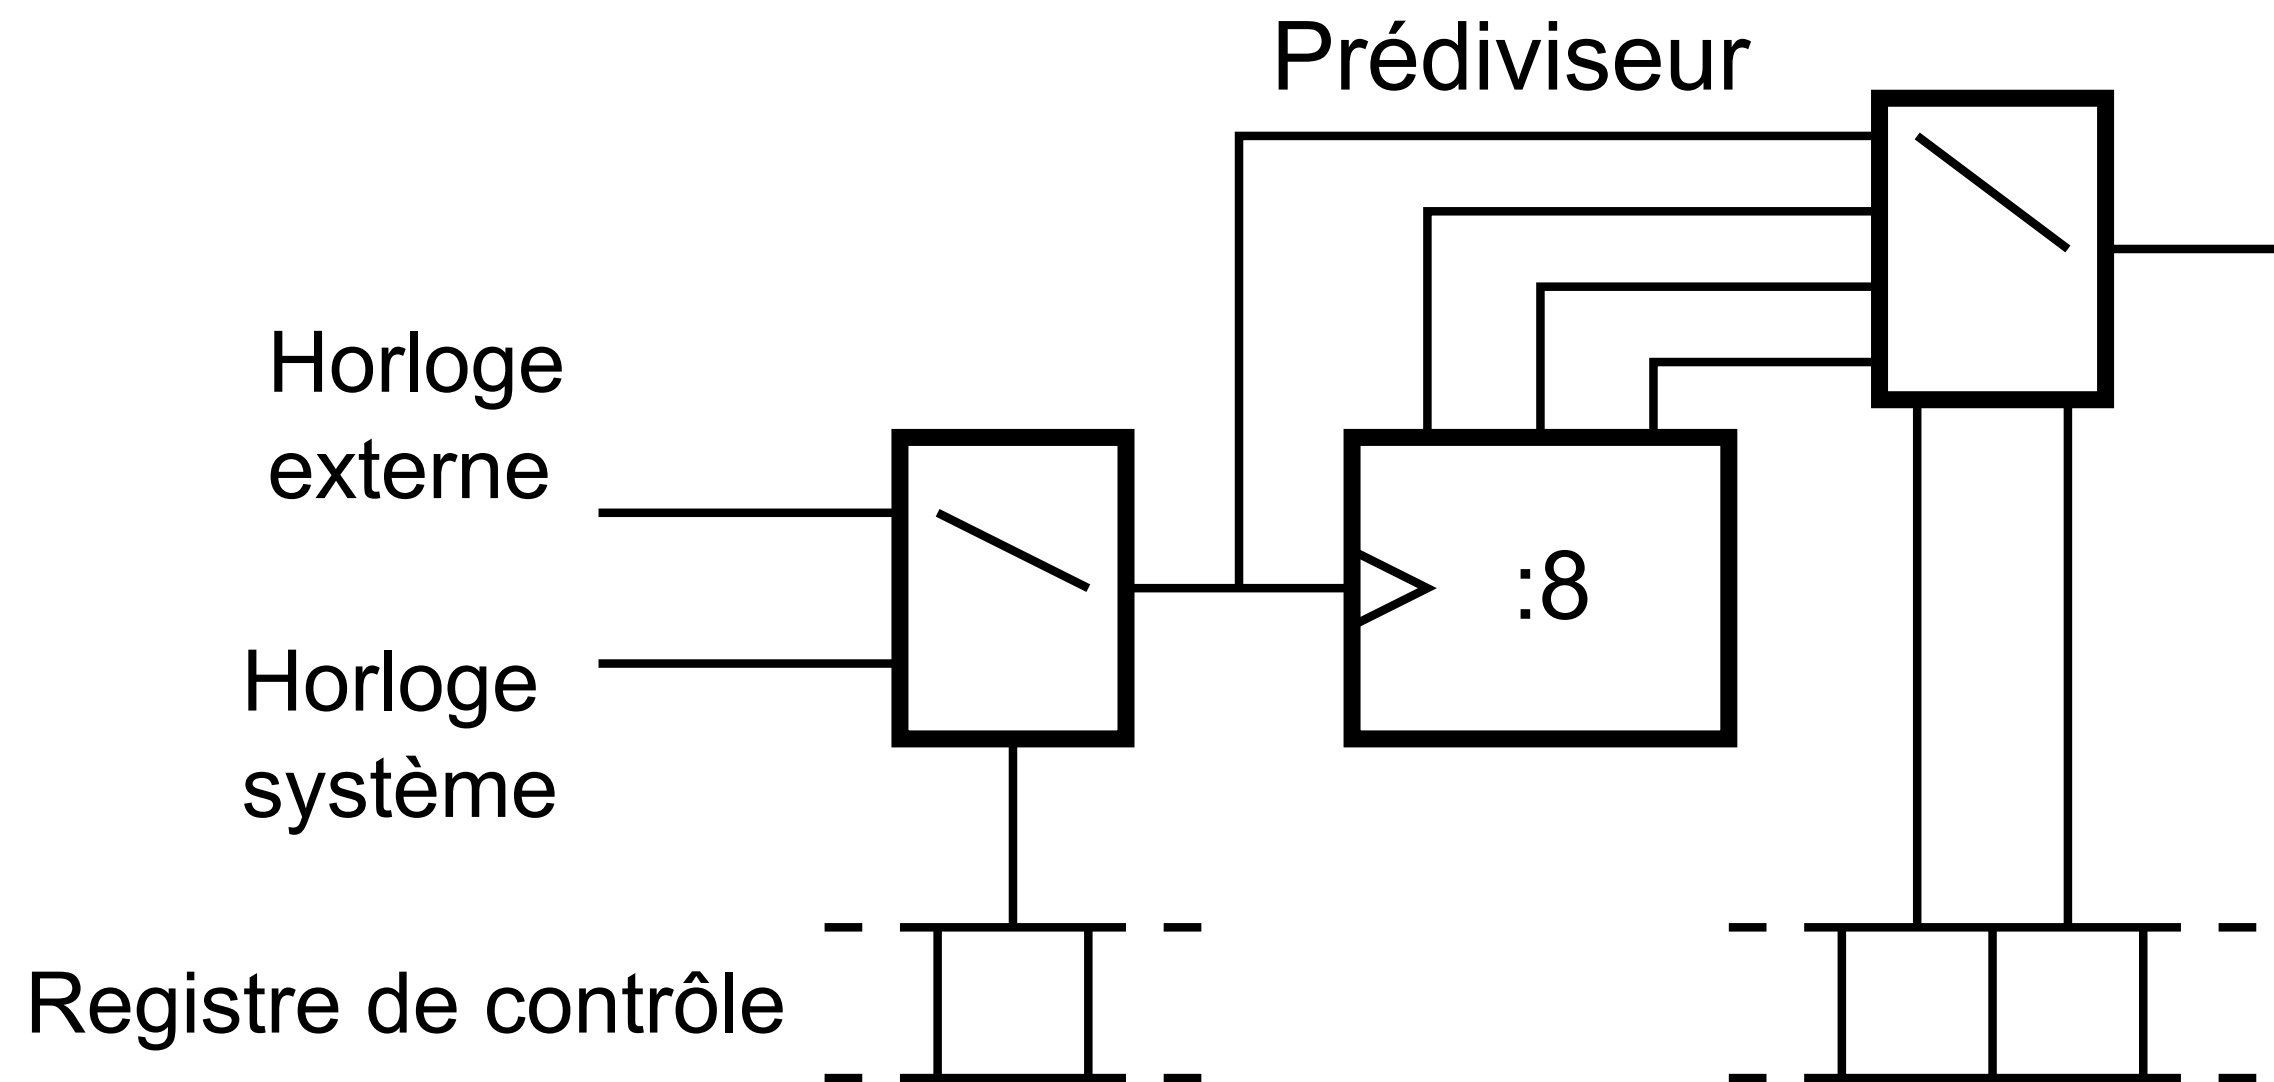 Prédiviseur
Horloge
externe
:8
Horloge
système
Registre de contrôle